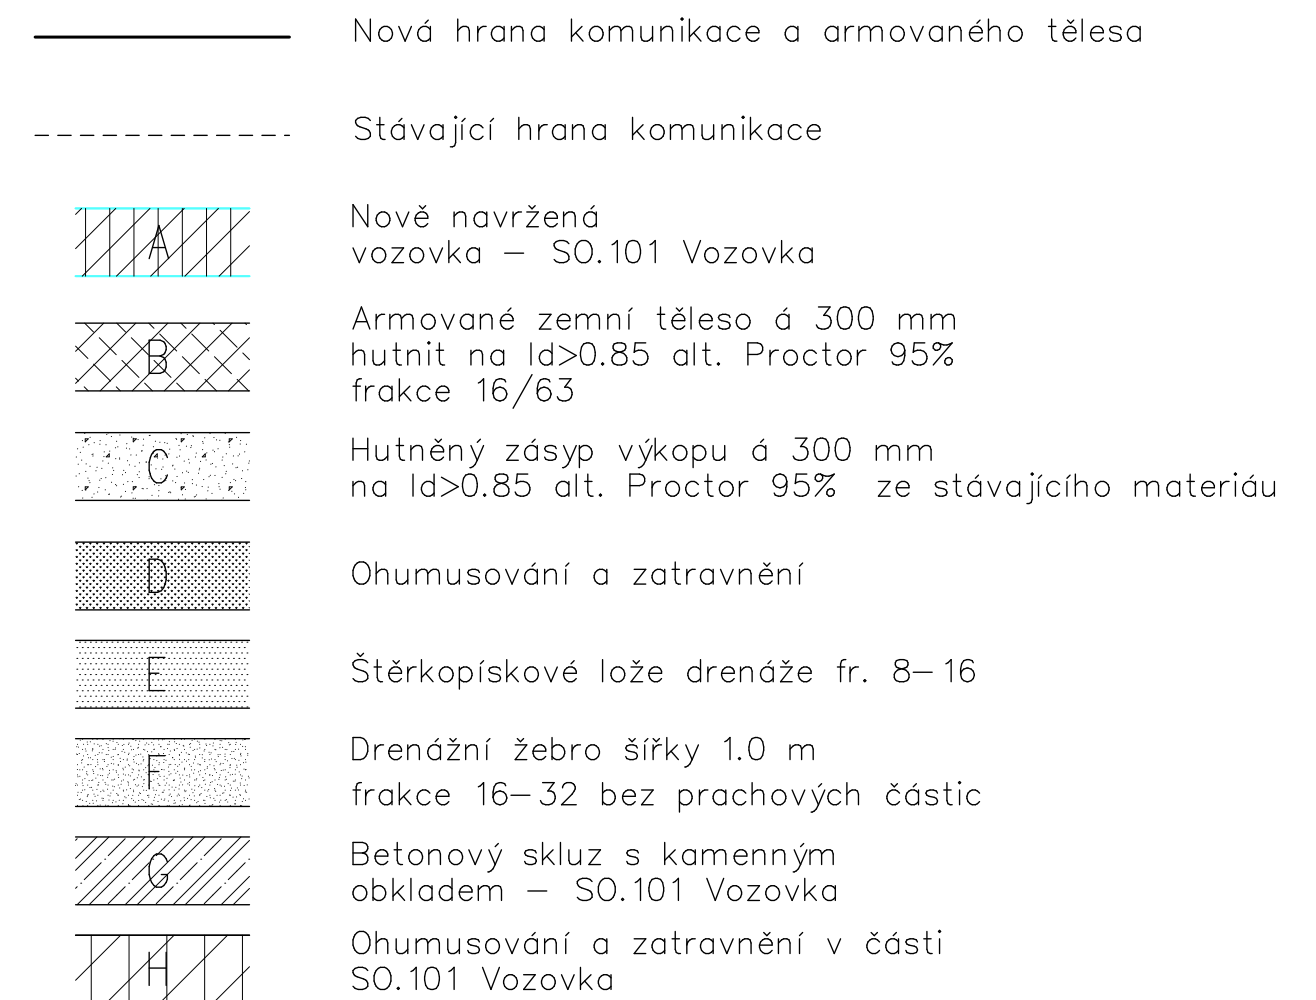 Nová hrana komunikace a armovaného tělesa
Stávající hrana komunikace
A
Nově navržená
vozovka – SO.101 Vozovka
B
Armované zemní těleso á 300 mm
hutnit na Id>0.85 alt. Proctor 95%
frakce 16/63
C
Hutněný zásyp výkopu á 300 mm
na Id>0.85 alt. Proctor 95% ze stávajícího materiáu
D
Ohumusování a zatravnění
E
Štěrkopískové lože drenáže fr. 8–16
F
Drenážní žebro šířky 1.0 m
frakce 16–32 bez prachových částic
G
Betonový skluz s kamenným
obkladem – SO.101 Vozovka
H
Ohumusování a zatravnění v části
SO.101 Vozovka